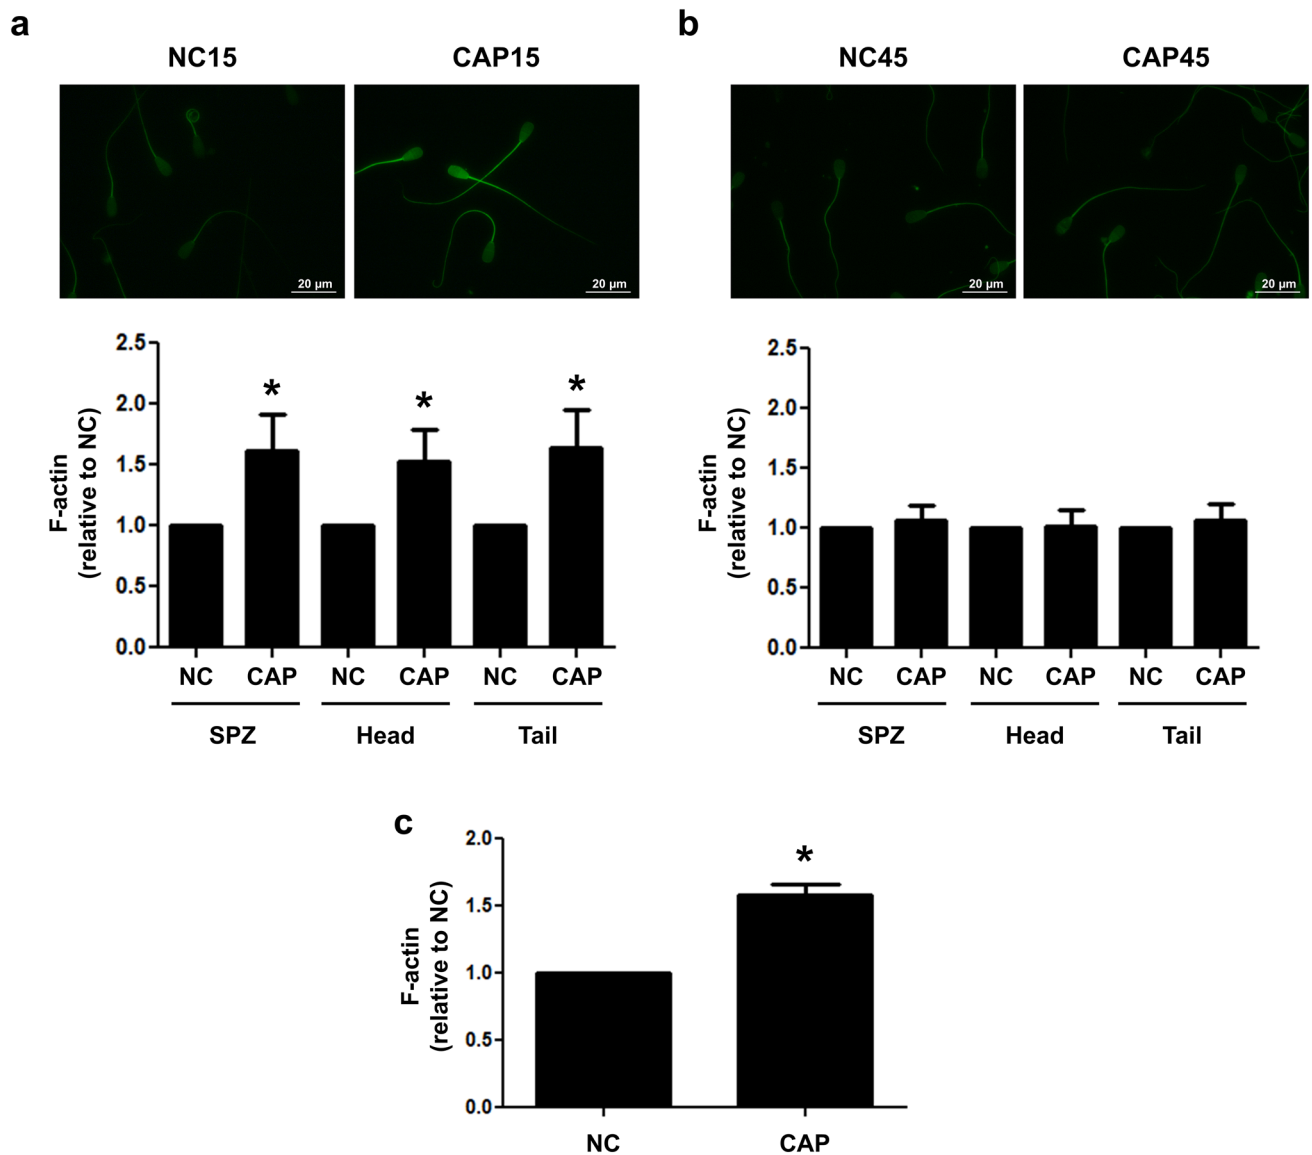 a
NC15
CAP15
20 µm
20 µm
2.5
2.0
1.5
1.0
0.5
0.0
F-actin
(relative to NC)
*
*
*
NC
CAP
NC
CAP
NC
CAP
SPZ
Head
Tail
b
NC45
CAP45
20 µm
20 µm
2.5
2.0
1.5
1.0
0.5
0.0
F-actin
(relative to NC)
NC
CAP
NC
CAP
NC
CAP
SPZ
Head
Tail
c
2.0
1.5
1.0
0.5
0.0
F-actin
(relative to NC)
*
NC
CAP